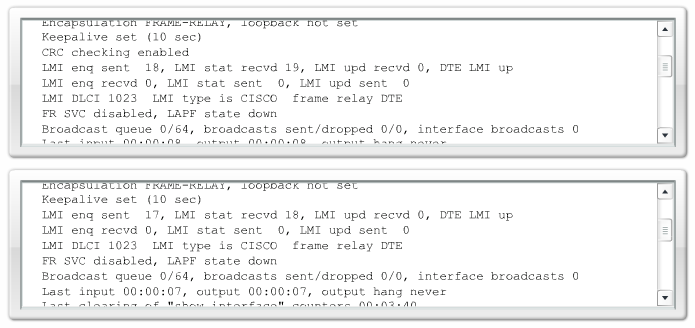 Encapsulation FRAME-RELAY, loopback not set
Keepalive set (10 sec)
CRC checking enabled
LMI enq sent  18, LMI stat recvd 19, LMI upd recvd 0, DTE LMI up
LMI enq recvd 0, LMI stat sent  0, LMI upd sent  0
LMI DLCI 1023  LMI type is CISCO  frame relay DTE
FR SVC disabled, LAPF state down
Broadcast queue 0/64, broadcasts sent/dropped 0/0, interface broadcasts 0
Last input 00:00:08, output 00:00:08, output hang never
Encapsulation FRAME-RELAY, loopback not set
Keepalive set (10 sec)
LMI enq sent  17, LMI stat recvd 18, LMI upd recvd 0, DTE LMI up
LMI enq recvd 0, LMI stat sent  0, LMI upd sent  0
LMI DLCI 1023  LMI type is CISCO  frame relay DTE
FR SVC disabled, LAPF state down
Broadcast queue 0/64, broadcasts sent/dropped 0/0, interface broadcasts 0
Last input 00:00:07, output 00:00:07, output hang never
Last clearing of "show interface" counters 00:03:40